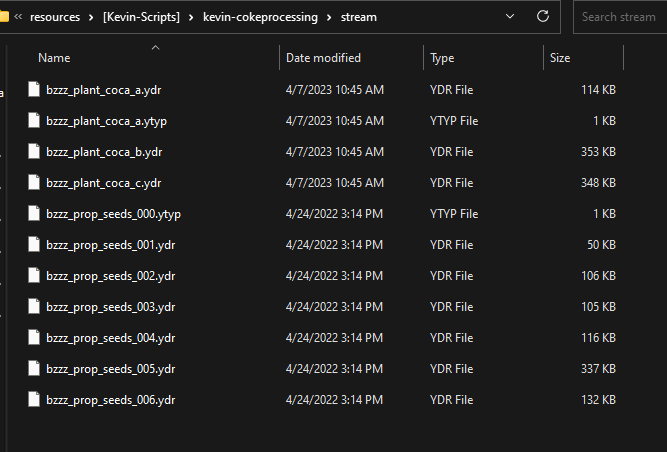 « resources > [Kevin-Scripts] > kevin-cokeprocessing > stream Search stream
Name Date modified Type Size
bzzz_plant_coca_a.ydr 4/7/2023 10:45 AM YDR File 114 KB
bzzz_plant_coca_a.ytyp 4/7/2023 10:45 AM YTYP File 1 KB
bzzz_plant_coca_b.ydr 4/7/2023 10:45 AM YDR File 353 KB
bzzz_plant_coca_c.ydr 4/7/2023 10:45 AM YDR File 348 KB
bzzz_prop_seeds_000.ytyp 4/24/2022 3:14 PM YTYP File 1 KB
bzzz_prop_seeds_001.ydr 4/24/2022 3:14 PM YDR File 50 KB
bzzz_prop_seeds_002.ydr 4/24/2022 3:14 PM YDR File 106 KB
bzzz_prop_seeds_003.ydr 4/24/2022 3:14 PM YDR File 105 KB
bzzz_prop_seeds_004.ydr 4/24/2022 3:14 PM YDR File 116 KB
bzzz_prop_seeds_005.ydr 4/24/2022 3:14 PM YDR File 337 KB
bzzz_prop_seeds_006.ydr 4/24/2022 3:14 PM YDR File 132 KB